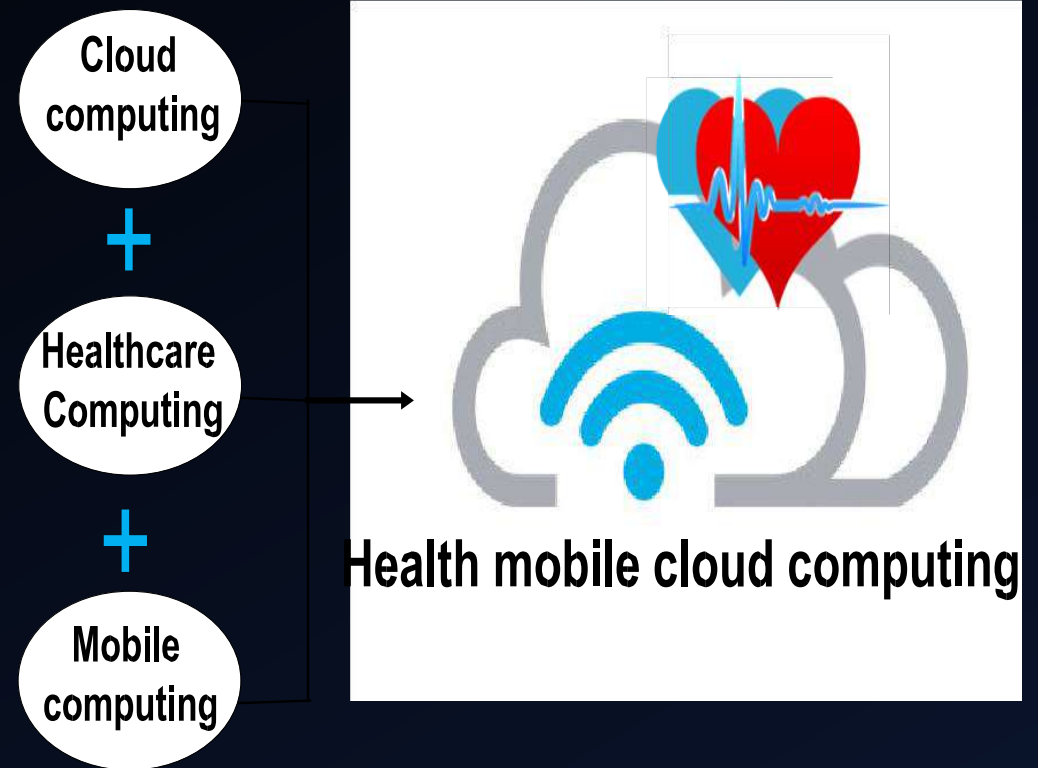 Cloud
computing
+
Healthcare
Computing
+
Mobile
computing
Health mobile cloud computing